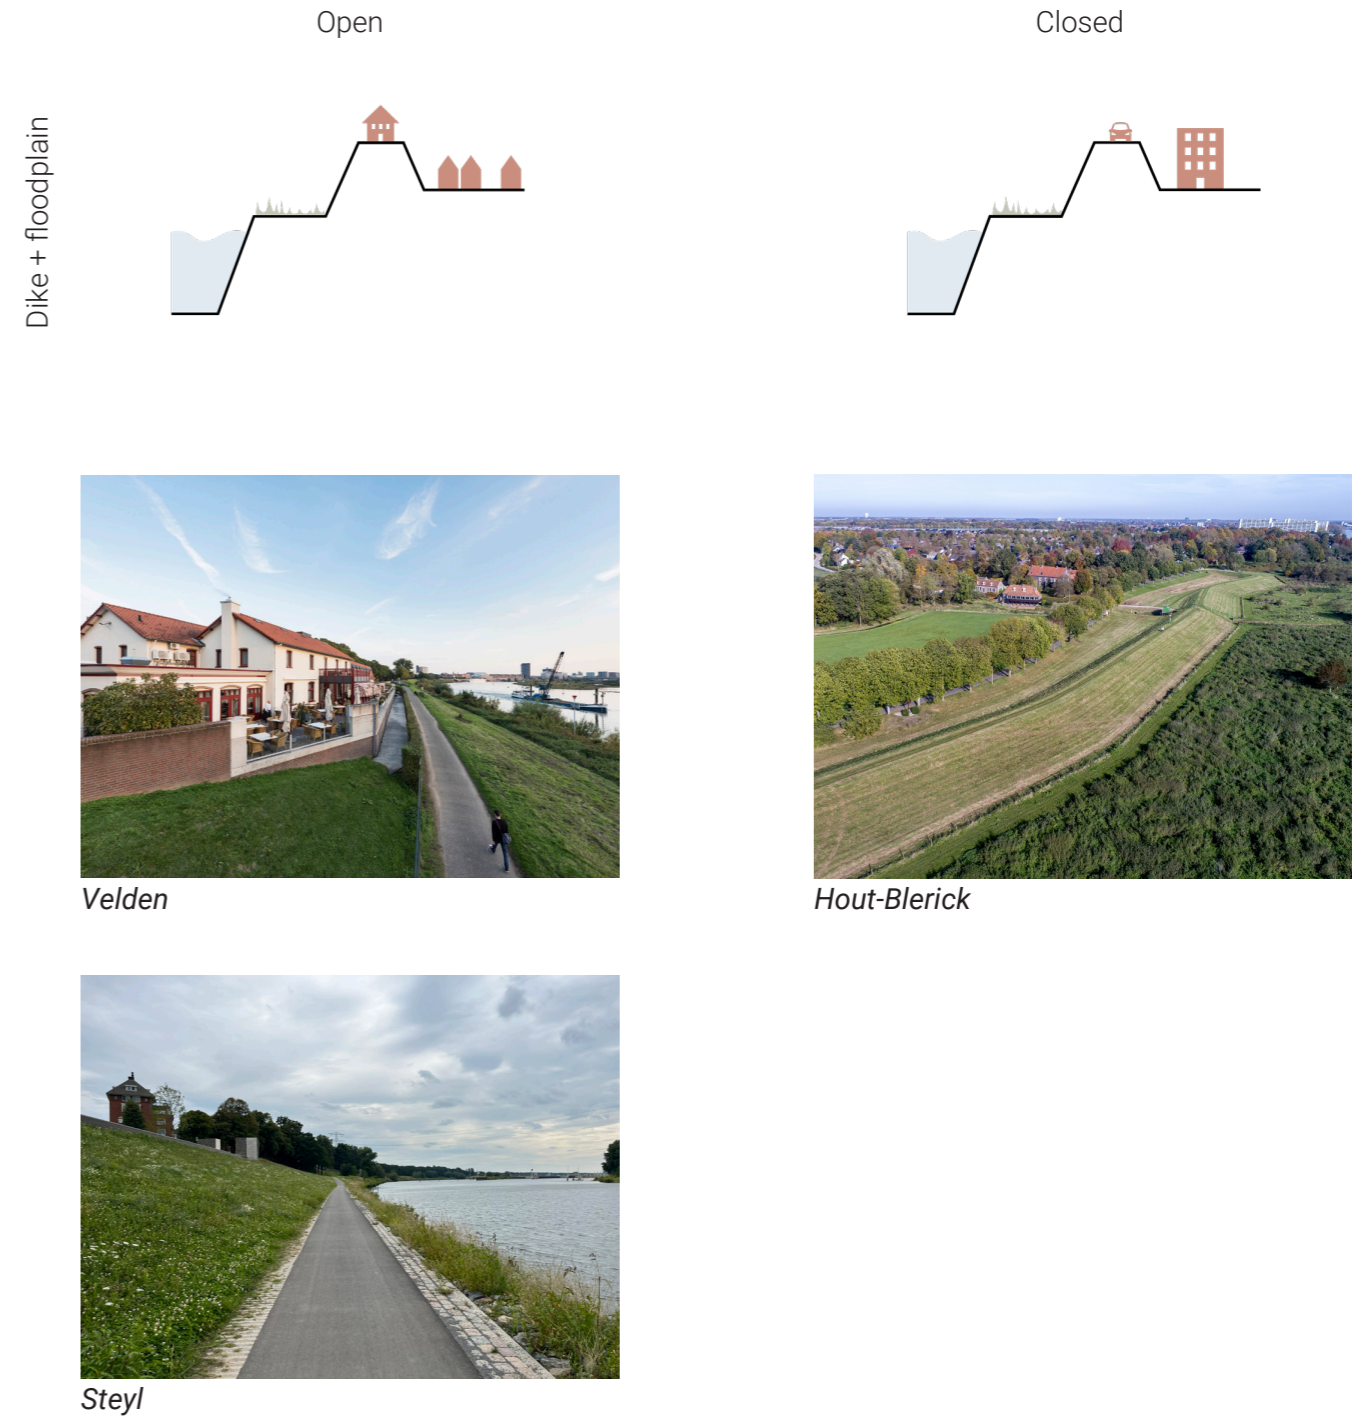 Open
Closed
Dike + floodplain
Velden
Hout-Blerick
Steyl